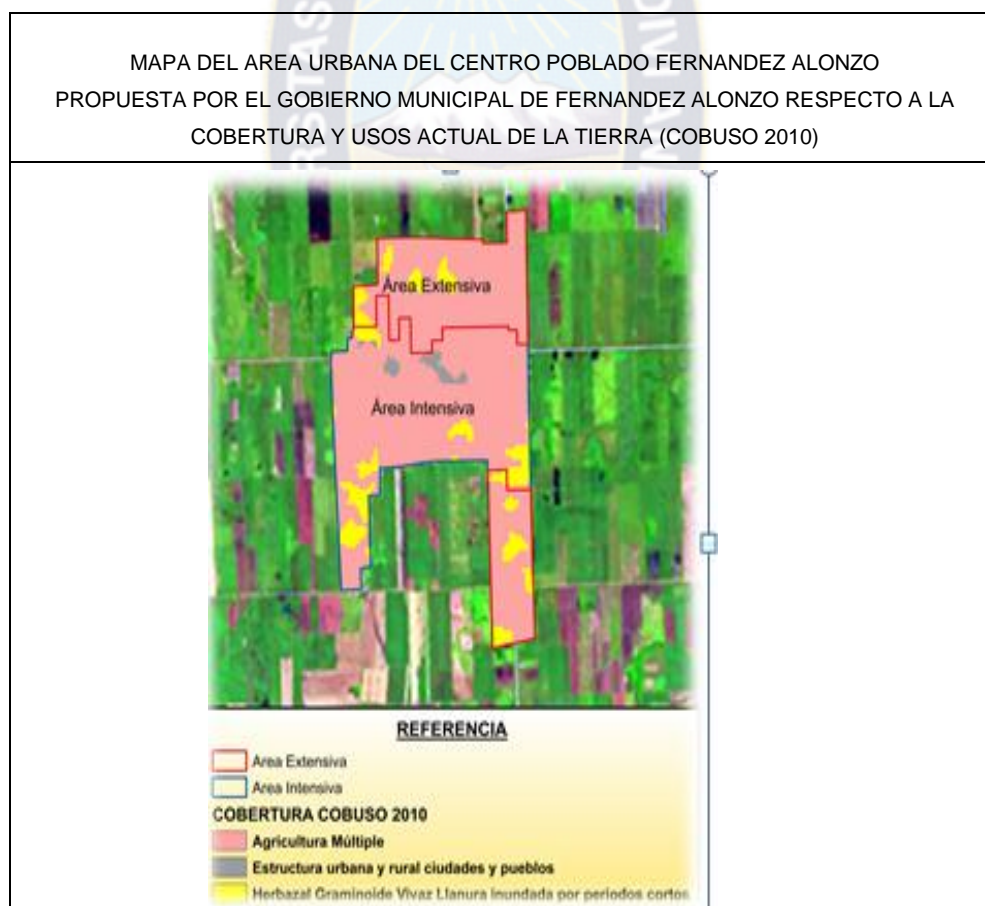 MAPA DEL AREA URBANA DEL CENTRO POBLADO FERNANDEZ ALONZO
PROPUESTA POR EL GOBIERNO MUNICIPAL DE FERNANDEZ ALONZO RESPECTO A LA
COBERTURA Y USOS ACTUAL DE LA TIERRA (COBUSO 2010)
Área Extensiva
Área Intensiva
REFERENCIA
Area Extensiva
Area Intensiva
COBERTURA COBUSO 2010
Agricultura Múltiple
Estructura urbana y rural ciudades y pueblos
Herbazal Graminoide Vivaz Llanura Inundada por periodos cortos